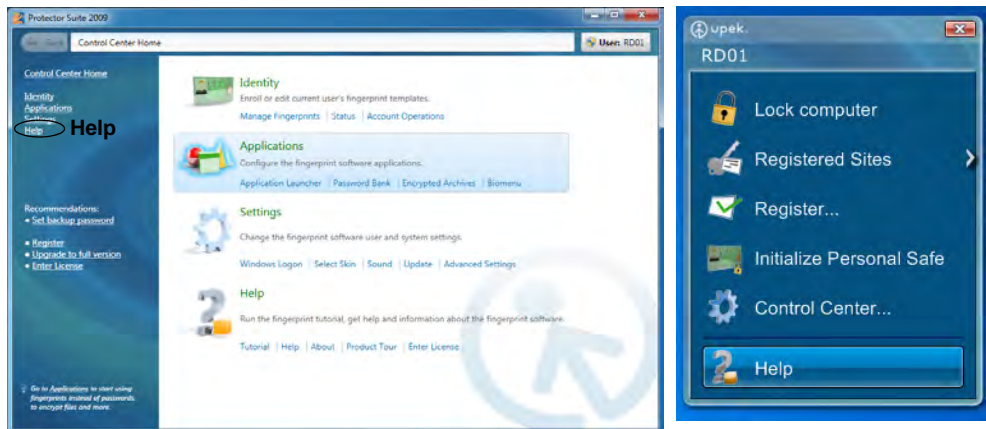 Protector Suite 2009
Control Center Home
User: RD01
Control Center Home
Identity
Applications
Settings
Help
Help
Recommendations:
• Set backup password
• Register
• Upgrade to full version
• Enter License
Go to Applications to start using
fingerprints instead of passwords,
to encrypt files and more.
Identity
Enroll or edit current user's fingerprint templates.
Manage Fingerprints | Status | Account Operations
Applications
Configure the fingerprint software applications.
Application Launcher | Password Bank | Encrypted Archives | Biomenu
Settings
Change the fingerprint software user and system settings.
Windows Logon | Select Skin | Sound | Update | Advanced Settings
Help
Run the fingerprint tutorial, get help and information about the fingerprint software.
Tutorial | Help | About | Product Tour | Enter License
upek.
RD01
Lock computer
Registered Sites
Register...
Initialize Personal Safe
Control Center...
Help